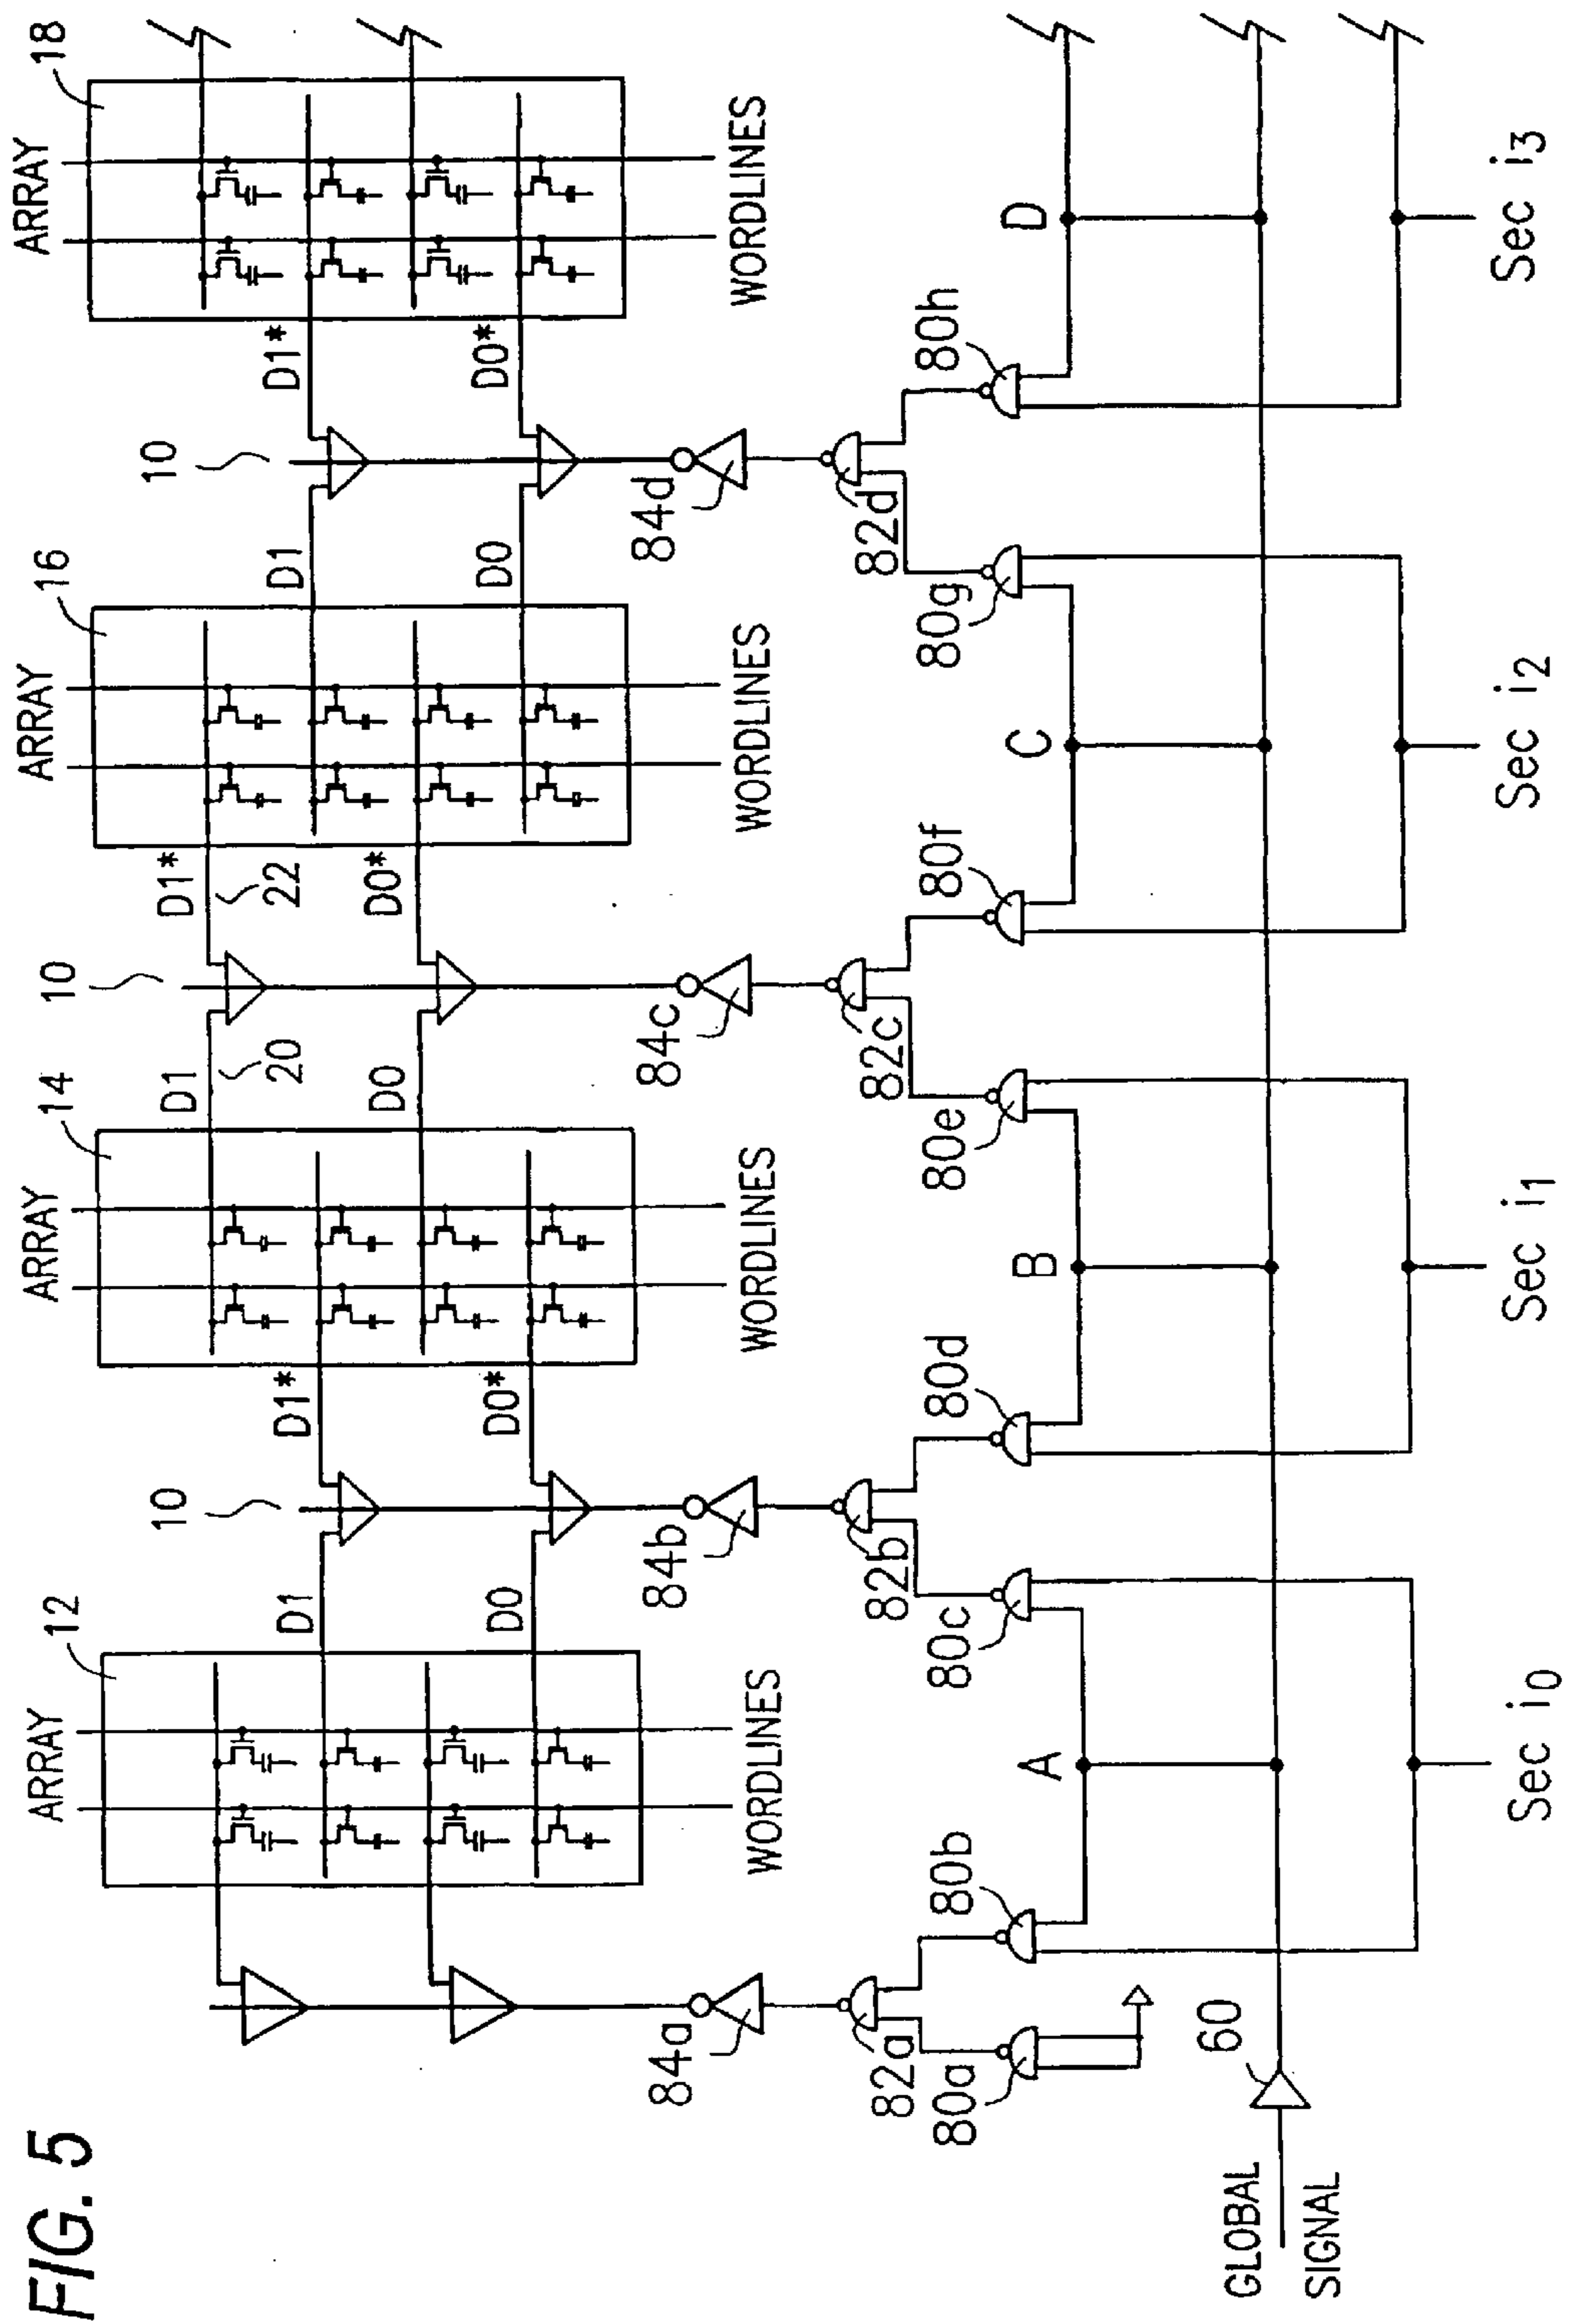 FIG. 5
ARRAY
12
ARRAY
14
ARRAY
16
ARRAY
18
10
10
10
D1
D1*
D1
20
D1*
22
D1
D1*
D0
D0*
D0
D0*
D0
D0*
WORDLINES
WORDLINES
WORDLINES
WORDLINES
84a
84b
84c
84d
82a
82b
82c
82d
80a
80b
80c
80d
80e
80f
80g
80h
A
B
C
D
GLOBAL
SIGNAL
60
Sec i0
Sec i1
Sec i2
Sec i3